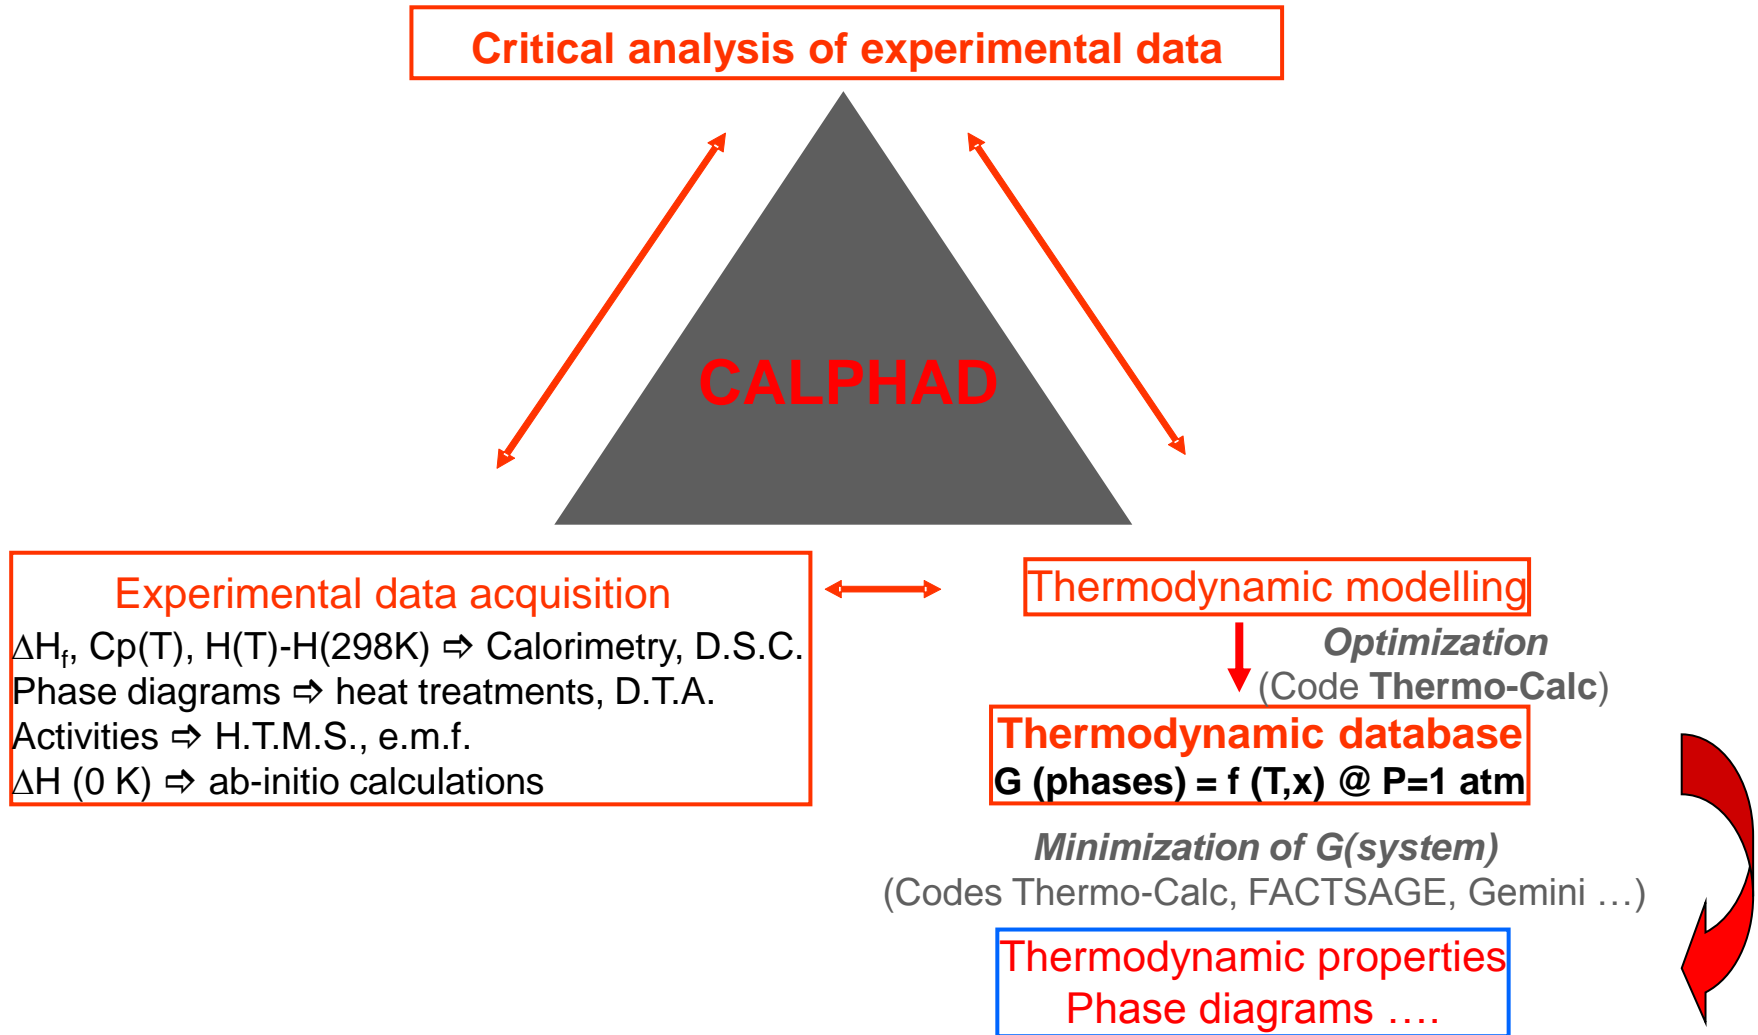 Critical analysis of experimental data
CALPHAD
Experimental data acquisition
ΔHf, Cp(T), H(T)-H(298K) ⇨ Calorimetry, D.S.C.
Phase diagrams ⇨ heat treatments, D.T.A.
Activities ⇨ H.T.M.S., e.m.f.
ΔH (0 K) ⇨ ab-initio calculations
Thermodynamic modelling
Optimization
(Code Thermo-Calc)
Thermodynamic database
G (phases) = f (T,x) @ P=1 atm
Minimization of G(system)
(Codes Thermo-Calc, FACTSAGE, Gemini …)
Thermodynamic properties
Phase diagrams ….